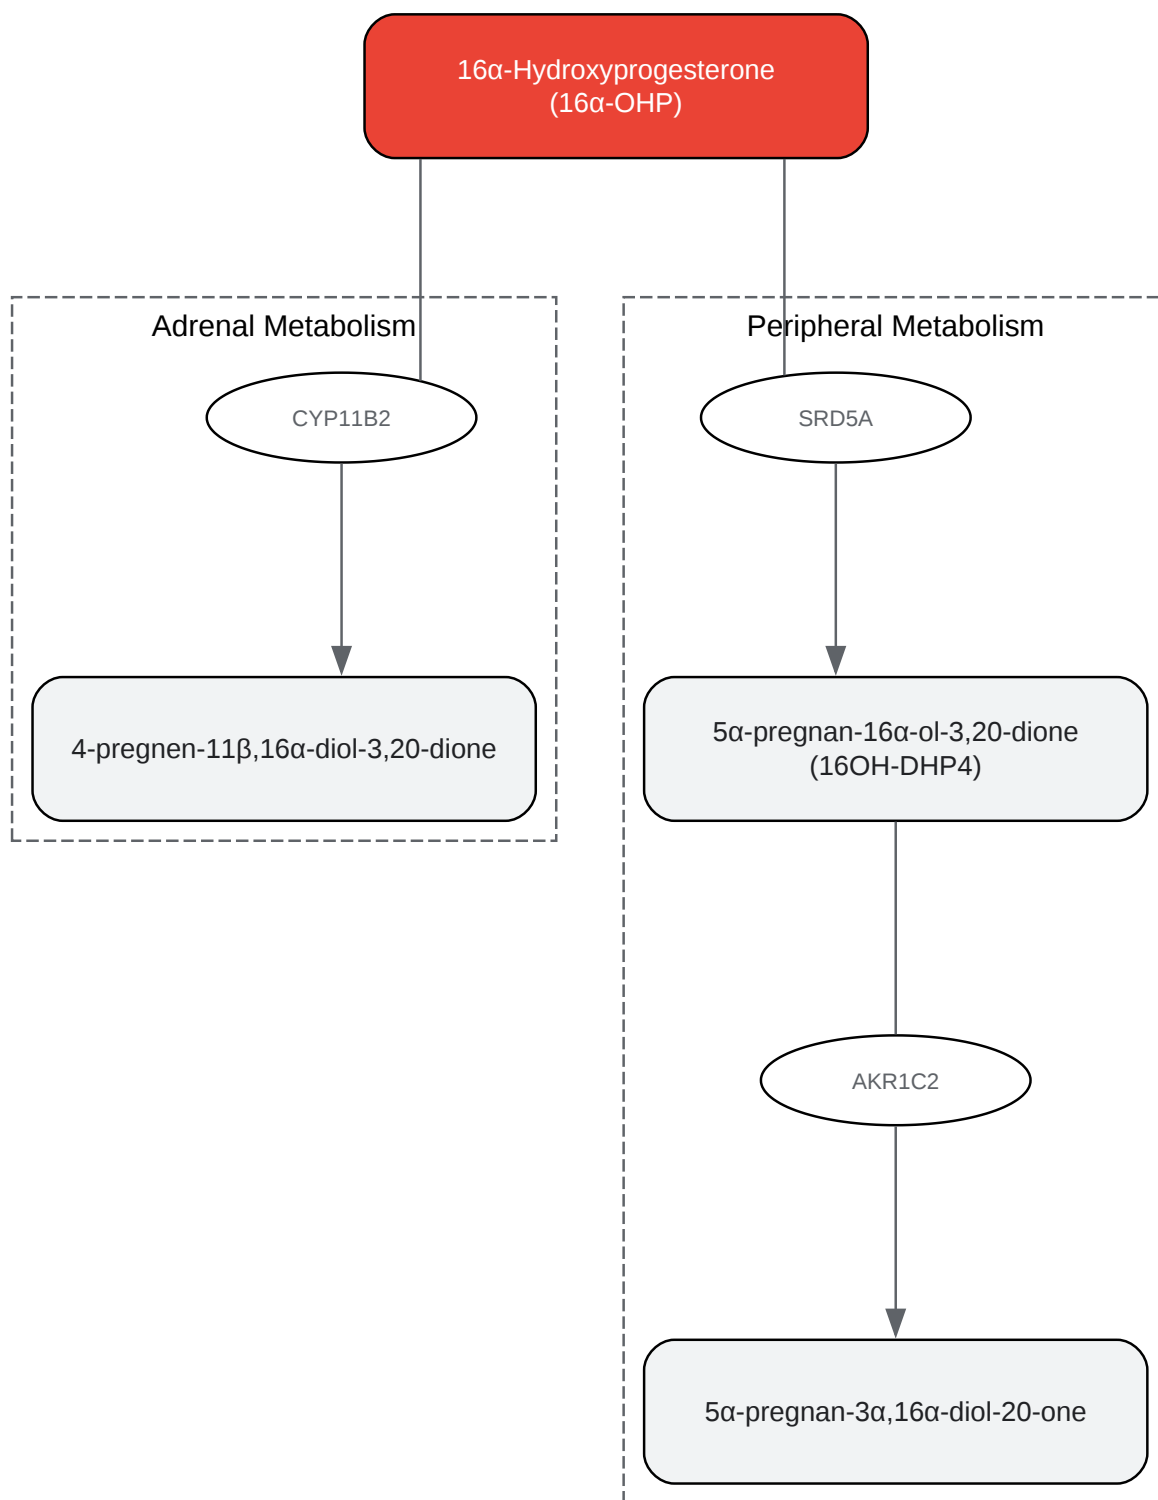 16α-Hydroxyprogesterone
(16α-OHP)
Adrenal Metabolism
Peripheral Metabolism
CYP11B2
SRD5A
4-pregnen-11β,16α-diol-3,20-dione
5α-pregnan-16α-ol-3,20-dione
(16OH-DHP4)
AKR1C2
5α-pregnan-3α,16α-diol-20-one